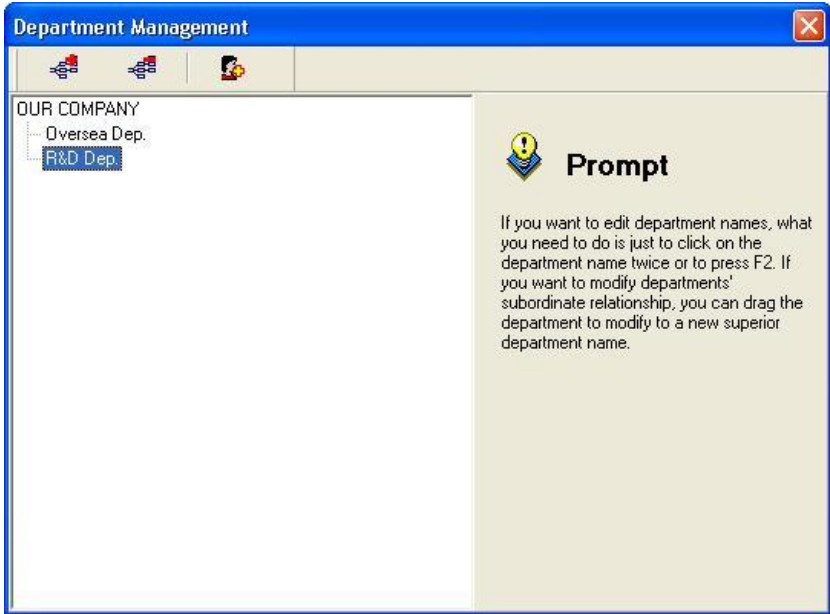 Department Management
OUR COMPANY
Oversea Dep.
R&D Dep.
Prompt
If you want to edit department names, what
you need to do is just to click on the
department name twice or to press F2. If
you want to modify departments'
subordinate relationship, you can drag the
department to modify to a new superior
department name.